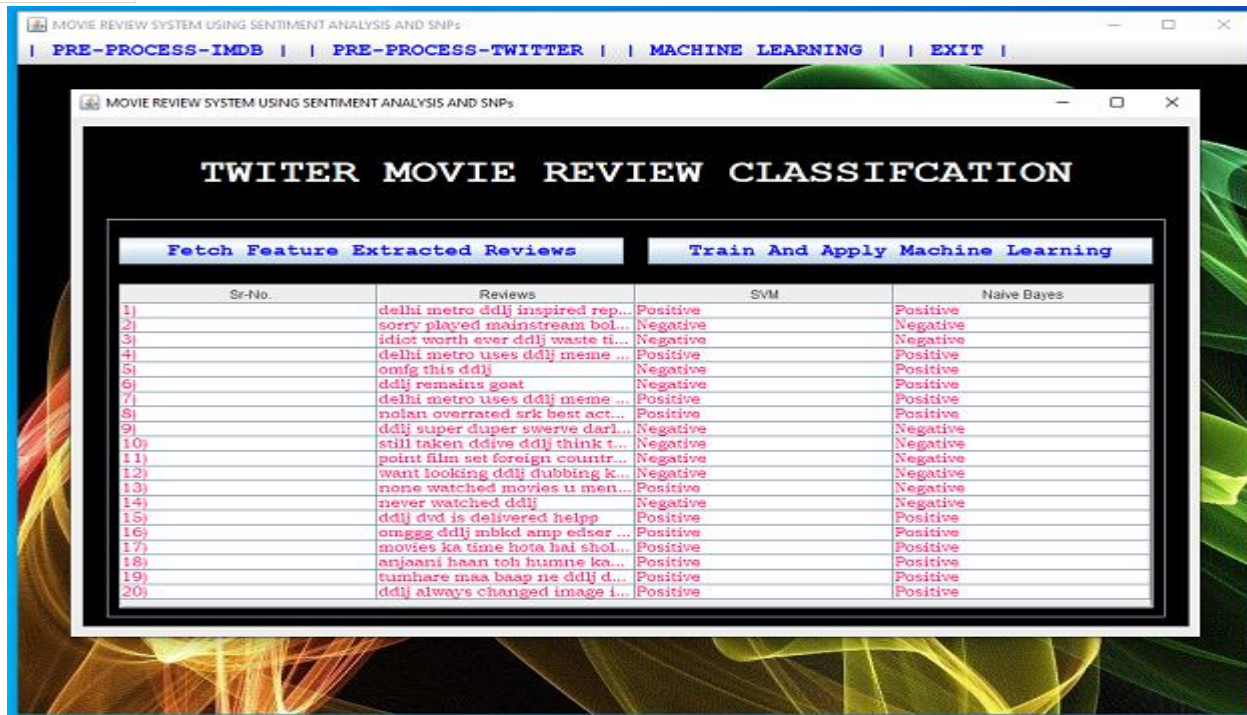 MOVIE REVIEW SYSTEM USING SENTIMENT ANALYSIS AND SNPs
| PRE-PROCESS-IMDB | | PRE-PROCESS-TWITTER | | MACHINE LEARNING | | EXIT |
MOVIE REVIEW SYSTEM USING SENTIMENT ANALYSIS AND SNPs
TWITER MOVIE REVIEW CLASSIFCATION
Fetch Feature Extracted Reviews Train And Apply Machine Learning
Sr-No. Reviews SVM Naive Bayes
1) delhi metro ddlj inspired rep... Positive Positive
2) sorry played mainstream bol... Negative Negative
3) idiot worth ever ddlj waste ti... Negative Negative
4) delhi metro uses ddlj meme ... Positive Positive
5) omfg this ddlj Negative Positive
6) ddlj remains goat Negative Positive
7) delhi metro uses ddlj meme ... Positive Positive
8) nolan overrated srk best act... Positive Positive
9) ddlj super duper swerve darl... Negative Negative
10) still taken ddive ddlj think t... Negative Negative
11) point film set foreign countr... Negative Negative
12) want looking ddlj dubbing k... Negative Negative
13) none watched movies u men... Positive Negative
14) never watched ddlj Negative Negative
15) ddlj dvd is delivered helpp Positive Positive
16) omggg ddlj mbkd amp edser ... Positive Positive
17) movies ka time hota hai shol... Positive Positive
18) anjaani haan toh humne ka... Positive Positive
19) tumhare maa baap ne ddlj d... Positive Positive
20) ddlj always changed image i... Positive Positive